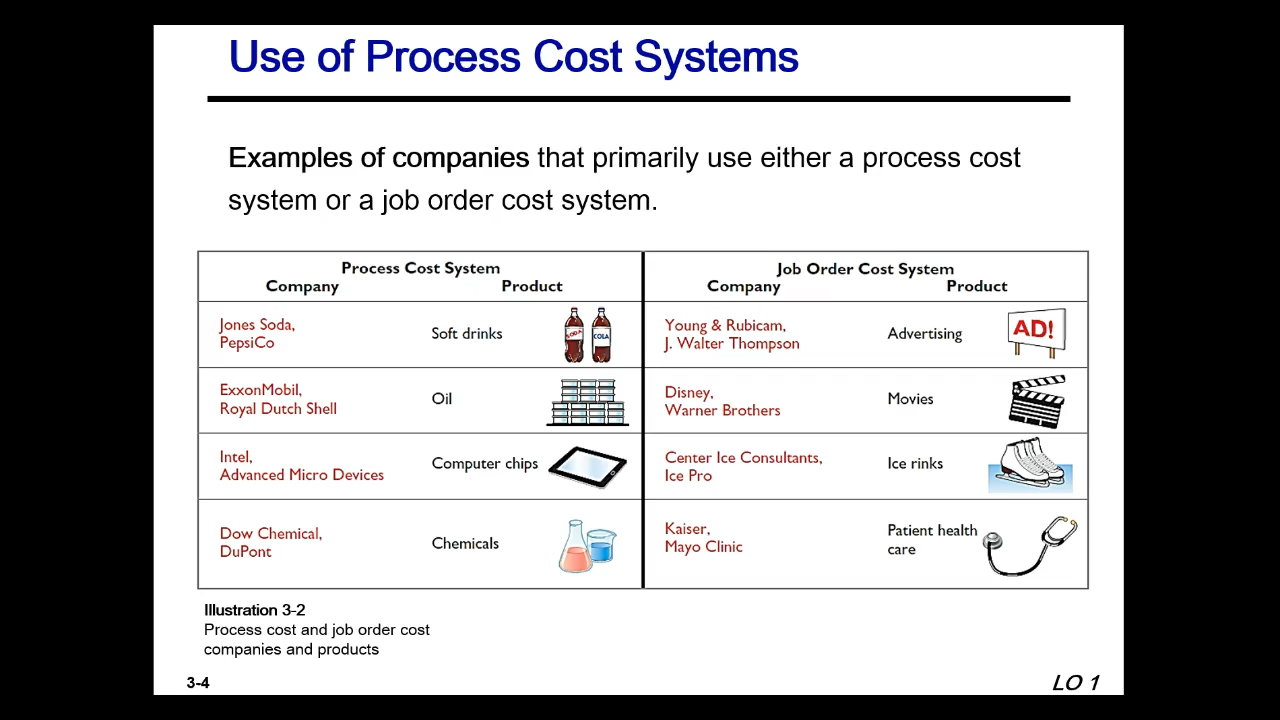 Use of Process Cost Systems
Examples of companies that primarily use either a process cost
system or a job order cost system.
Process Cost System
Company Product
Job Order Cost System
Company Product
Jones Soda,
PepsiCo
Soft drinks
SODA
COLA
Young & Rubicam,
J. Walter Thompson
Advertising
AD!
ExxonMobil,
Royal Dutch Shell
Oil
Disney,
Warner Brothers
Movies
Intel,
Advanced Micro Devices
Computer chips
Center Ice Consultants,
Ice Pro
Ice rinks
Dow Chemical,
DuPont
Chemicals
Kaiser,
Mayo Clinic
Patient health
care
Illustration 3-2
Process cost and job order cost
companies and products
3-4
LO 1